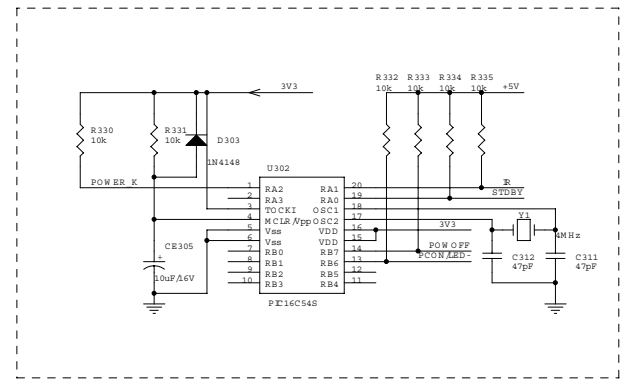 3V3
R332 R333 R334 R335
10k 10k 10k 10k
+5V
R330
10k
R331
10k
D303
1N4148
U302
POWER_K
1 RA2 RA1 20 IR
2 RA3 RA0 19 STDBY
3 TOCKI OSC1 18
4 MCLR/Vpp OSC2 17
5 Vss VDD 16 3V3
6 Vss VDD 15
7 RB0 RB7 14 POWOFF
8 RB1 RB6 13 PCON/LED-
9 RB2 RB5 12
10 RB3 RB4 11
PIC16C54S
Y1
4MHz
CE305
+
10uF/16V
C312
47pF
C311
47pF